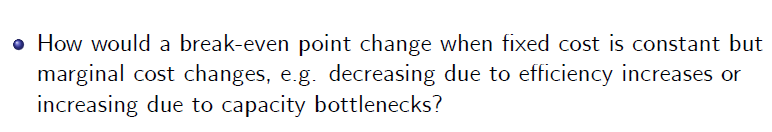 How would a break-even point change when fixed cost is constant but
marginal cost changes, e.g. decreasing due to efficiency increases or
increasing due to capacity bottlenecks?